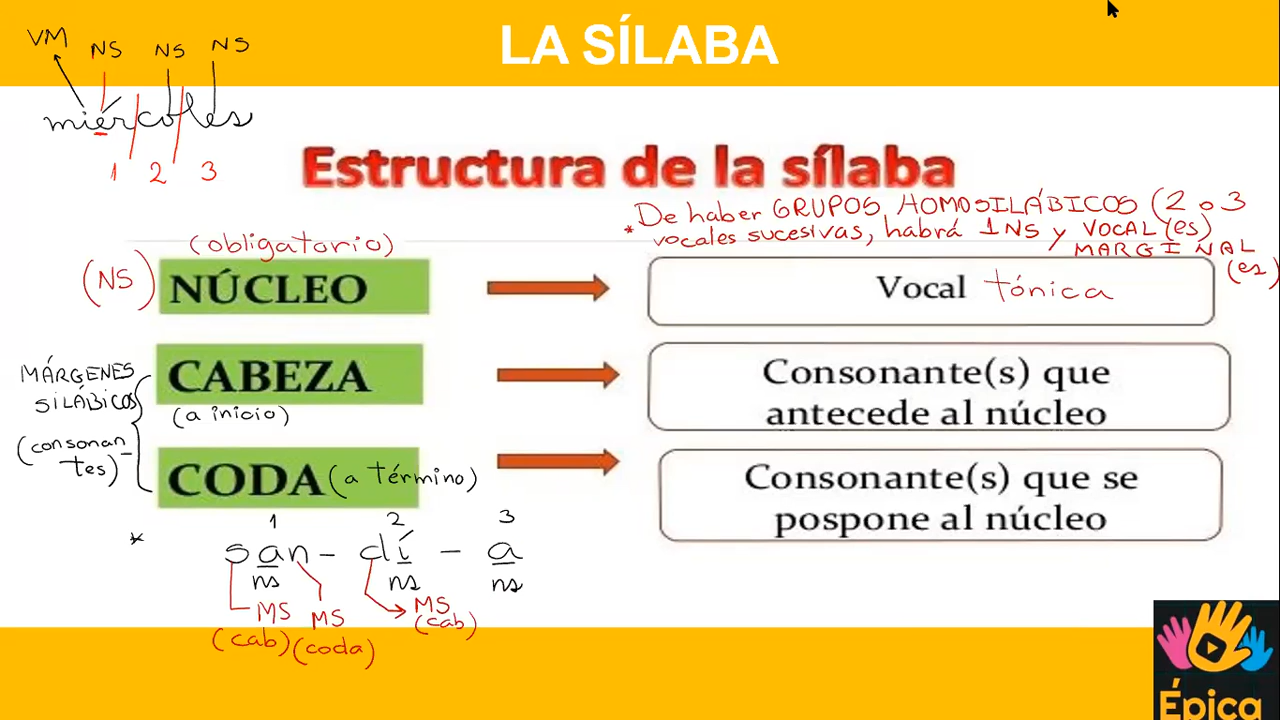 LA SÍLABA
VM
NS NS NS
miércoles
1 2 3
Estructura de la sílaba
* De haber GRUPOS HOMOSILÁBICOS (2 o 3
vocales sucesivas, habrá 1NS y VOCAL(es)
MARGINAL
(es)
(obligatorio)
(NS) NÚCLEO
Vocal tónica
MÁRGENES
SILÁBICOS
(consonan-
tes)
CABEZA
(a inicio)
Consonante(s) que
antecede al núcleo
CODA (a término)
Consonante(s) que se
pospone al núcleo
1 2 3
* san - dí - a
ns ns ns
MS MS MS
(cab) (coda) (cab)
Épica